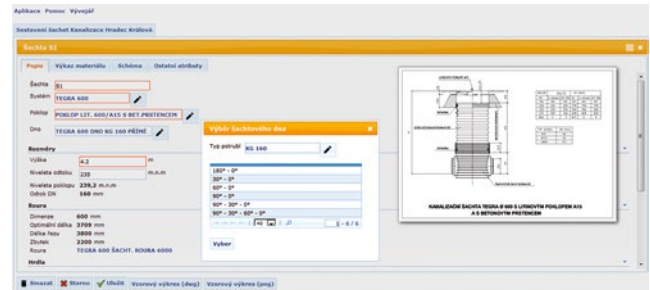 Aplikace Pomoc Vývojář
Sestavení šachet Kanalizace Hradec Králové
Šachta S1
Popis Výkaz materiálu Schéma Ostatní atributy
Šachta S1
Systém TEGRA 600
Poklop POKLOP LIT. 600/A15 S BET.PRSTENCEM
Dno TEGRA 600 DNO KG 160 PŘÍMÉ
Rozměry
Výška 4.2 m
Niveleta odtoku 235 m.n.m
Niveleta poklopu 239,2 m.n.m
Odtok DN 160 mm
Roura
Dimenze 600 mm
Optimální délka 3709 mm
Délka řezu 3800 mm
Zbytek 2200 mm
Roura TEGRA 600 ŠACHT. ROURA 6000
Hrdla
Výběr šachtového dna
Typ potrubí KG 160
180° - 0°
30° - 0°
60° - 0°
90° - 0°
90° - 30° - 0°
90° - 30° - 60° - 0°
40
- 6 / 6
Vyber
KANALIZAČNÍ ŠACHTA TEGRA Ø 600 S LITINOVÝM POKLOPEM A15
A S BETONOVÝM PRSTENCEM
Smazat Storno Uložit Vzorový výkres (dwg) Vzorový výkres (png)